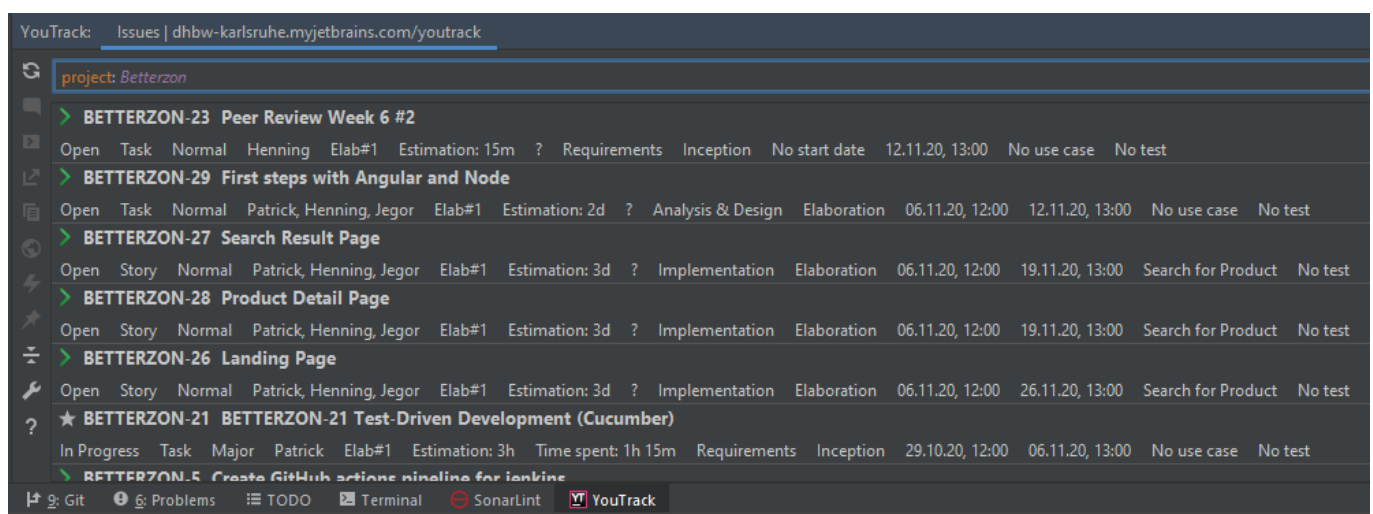 YouTrack: Issues | dhbw-karlsruhe.myjetbrains.com/youtrack
project: Betterzon
BETTERZON-23 Peer Review Week 6 #2
Open Task Normal Henning Elab#1 Estimation: 15m ? Requirements Inception No start date 12.11.20, 13:00 No use case No test
BETTERZON-29 First steps with Angular and Node
Open Task Normal Patrick, Henning, Jegor Elab#1 Estimation: 2d ? Analysis & Design Elaboration 06.11.20, 12:00 12.11.20, 13:00 No use case No test
BETTERZON-27 Search Result Page
Open Story Normal Patrick, Henning, Jegor Elab#1 Estimation: 3d ? Implementation Elaboration 06.11.20, 12:00 19.11.20, 13:00 Search for Product No test
BETTERZON-28 Product Detail Page
Open Story Normal Patrick, Henning, Jegor Elab#1 Estimation: 3d ? Implementation Elaboration 06.11.20, 12:00 19.11.20, 13:00 Search for Product No test
BETTERZON-26 Landing Page
Open Story Normal Patrick, Henning, Jegor Elab#1 Estimation: 3d ? Implementation Elaboration 06.11.20, 12:00 26.11.20, 13:00 Search for Product No test
BETTERZON-21 BETTERZON-21 Test-Driven Development (Cucumber)
In Progress Task Major Patrick Elab#1 Estimation: 3h Time spent: 1h 15m Requirements Inception 29.10.20, 12:00 06.11.20, 13:00 No use case No test
BETTERZON-5 Create GitHub actions pipeline for jenkins
9: Git 6: Problems TODO Terminal SonarLint YT YouTrack